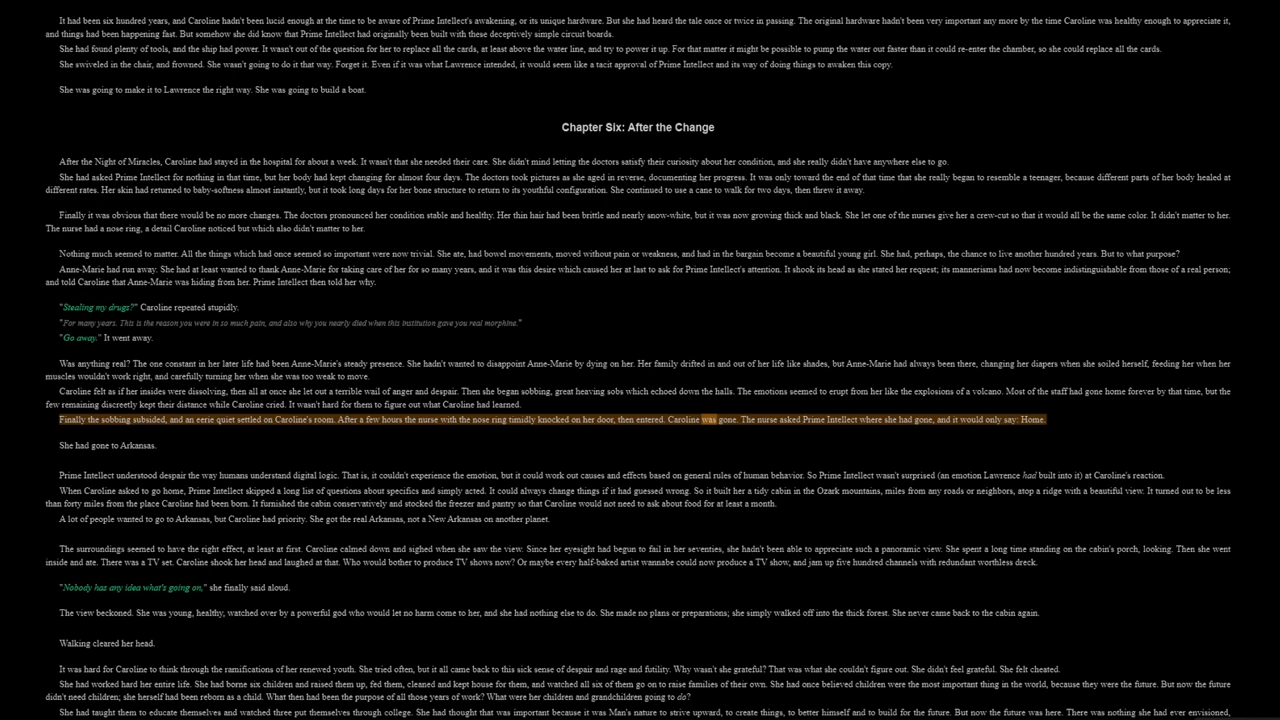 It had been six hundred years, and Caroline hadn't been lucid enough at the time to be aware of Prime Intellect's awakening, or its unique hardware. But she had heard the tale once or twice in passing. The original hardware hadn't been very important any more by the time Caroline was healthy enough to appreciate it,
and things had been happening fast. But somehow she did know that Prime Intellect had originally been built with these deceptively simple circuit boards.
She had found plenty of tools, and the ship had power. It wasn't out of the question for her to replace all the cards, at least above the water line, and try to power it up. For that matter it might be possible to pump the water out faster than it could re-enter the chamber, so she could replace all the cards.
She swiveled in the chair, and frowned. She wasn't going to do it that way. Forget it. Even if it was what Lawrence intended, it would seem like a tacit approval of Prime Intellect and its way of doing things to awaken this copy.
She was going to make it to Lawrence the right way. She was going to build a boat.
Chapter Six: After the Change
After the Night of Miracles, Caroline had stayed in the hospital for about a week. It wasn't that she needed their care. She didn't mind letting the doctors satisfy their curiosity about her condition, and she really didn't have anywhere else to go.
She had asked Prime Intellect for nothing in that time, but her body had kept changing for almost four days. The doctors took pictures as she aged in reverse, documenting her progress. It was only toward the end of that time that she really began to resemble a teenager, because different parts of her body healed at
different rates. Her skin had returned to baby-softness almost instantly, but it took long days for her bone structure to return to its youthful configuration. She continued to use a cane to walk for two days, then threw it away.
Finally it was obvious that there would be no more changes. The doctors pronounced her condition stable and healthy. Her thin hair had been brittle and nearly snow-white, but it was now growing thick and black. She let one of the nurses give her a crew-cut so that it would all be the same color. It didn't matter to her.
The nurse had a nose ring, a detail Caroline noticed but which also didn't matter to her.
Nothing much seemed to matter. All the things which had once seemed so important were now trivial. She ate, had bowel movements, moved without pain or weakness, and had in the bargain become a beautiful young girl. She had, perhaps, the chance to live another hundred years. But to what purpose?
Anne-Marie had run away. She had at least wanted to thank Anne-Marie for taking care of her for so many years, and it was this desire which caused her at last to ask for Prime Intellect's attention. It shook its head as she stated her request; its mannerisms had now become indistinguishable from those of a real person;
and told Caroline that Anne-Marie was hiding from her. Prime Intellect then told her why.
"Stealing my drugs?" Caroline repeated stupidly.
"For many years. This is the reason you were in so much pain, and also why you nearly died when this institution gave you real morphine."
"Go away." It went away.
Was anything real? The one constant in her later life had been Anne-Marie's steady presence. She hadn't wanted to disappoint Anne-Marie by dying on her. Her family drifted in and out of her life like shades, but Anne-Marie had always been there, changing her diapers when she soiled herself, feeding her when her
muscles wouldn't work right, and carefully turning her when she was too weak to move.
Caroline felt as if her insides were dissolving, then all at once she let out a terrible wail of anger and despair. Then she began sobbing, great heaving sobs which echoed down the halls. The emotions seemed to erupt from her like the explosions of a volcano. Most of the staff had gone home forever by that time, but the
few remaining discreetly kept their distance while Caroline cried. It wasn't hard for them to figure out what Caroline had learned.
Finally the sobbing subsided, and an eerie quiet settled on Caroline's room. After a few hours the nurse with the nose ring timidly knocked on her door, then entered. Caroline was gone. The nurse asked Prime Intellect where she had gone, and it would only say: Home.
She had gone to Arkansas.
Prime Intellect understood despair the way humans understand digital logic. That is, it couldn't experience the emotion, but it could work out causes and effects based on general rules of human behavior. So Prime Intellect wasn't surprised (an emotion Lawrence had built into it) at Caroline's reaction.
When Caroline asked to go home, Prime Intellect skipped a long list of questions about specifics and simply acted. It could always change things if it had guessed wrong. So it built her a tidy cabin in the Ozark mountains, miles from any roads or neighbors, atop a ridge with a beautiful view. It turned out to be less
than forty miles from the place Caroline had been born. It furnished the cabin conservatively and stocked the freezer and pantry so that Caroline would not need to ask about food for at least a month.
A lot of people wanted to go to Arkansas, but Caroline had priority. She got the real Arkansas, not a New Arkansas on another planet.
The surroundings seemed to have the right effect, at least at first. Caroline calmed down and sighed when she saw the view. Since her eyesight had begun to fail in her seventies, she hadn't been able to appreciate such a panoramic view. She spent a long time standing on the cabin's porch, looking. Then she went
inside and ate. There was a TV set. Caroline shook her head and laughed at that. Who would bother to produce TV shows now? Or maybe every half-baked artist wannabe could now produce a TV show, and jam up five hundred channels with redundant worthless dreck.
"Nobody has any idea what's going on," she finally said aloud.
The view beckoned. She was young, healthy, watched over by a powerful god who would let no harm come to her, and she had nothing else to do. She made no plans or preparations; she simply walked off into the thick forest. She never came back to the cabin again.
Walking cleared her head.
It was hard for Caroline to think through the ramifications of her renewed youth. She tried often, but it all came back to this sick sense of despair and rage and futility. Why wasn't she grateful? That was what she couldn't figure out. She didn't feel grateful. She felt cheated.
She had worked hard her entire life. She had borne six children and raised them up, fed them, cleaned and kept house for them, and watched all six of them go on to raise families of their own. She had once believed children were the most important thing in the world, because they were the future. But now the future
didn't need children; she herself had been reborn as a child. What then had been the purpose of all those years of work? What were her children and grandchildren going to do?
She had taught them to educate themselves and watched three put themselves through college. She had thought that was important because it was Man's nature to strive upward, to create things, to better himself and to build for the future. But now the future was here. There was nothing she had ever envisioned,